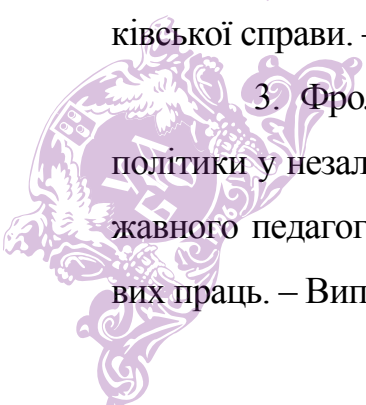 ківської справи. –
3. Фрол
політики у незал
жавного педагог
вих праць. – Вип